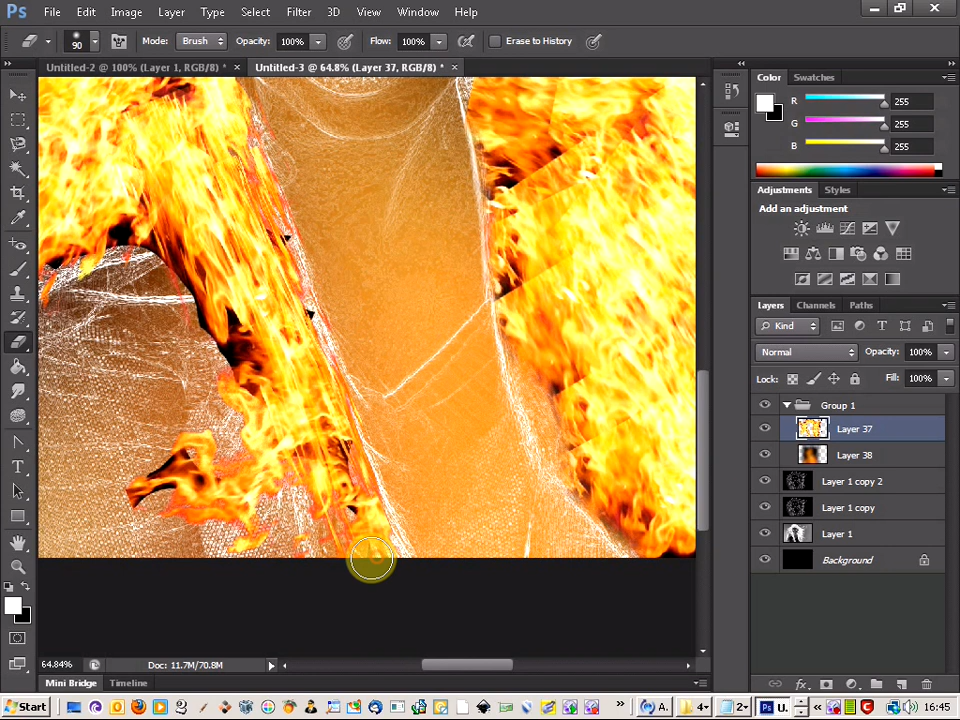 Ps File Edit Image Layer Type Select Filter 3D View Window Help
90 Mode: Brush Opacity: 100% Flow: 100% Erase to History
Untitled-2 @ 100% (Layer 1, RGB/8) * × Untitled-3 @ 64.8% (Layer 37, RGB/8) * ×
Color Swatches
R 255
G 255
B 255
Adjustments Styles
Add an adjustment
Layers Channels Paths
Kind
Normal Opacity: 100%
Lock: Fill: 100%
Group 1
Layer 37
Layer 38
Layer 1 copy 2
Layer 1 copy
Layer 1
Background
64.84% Doc: 11.7M/70.8M
Mini Bridge Timeline
Start A. 4 2 U. 16:45